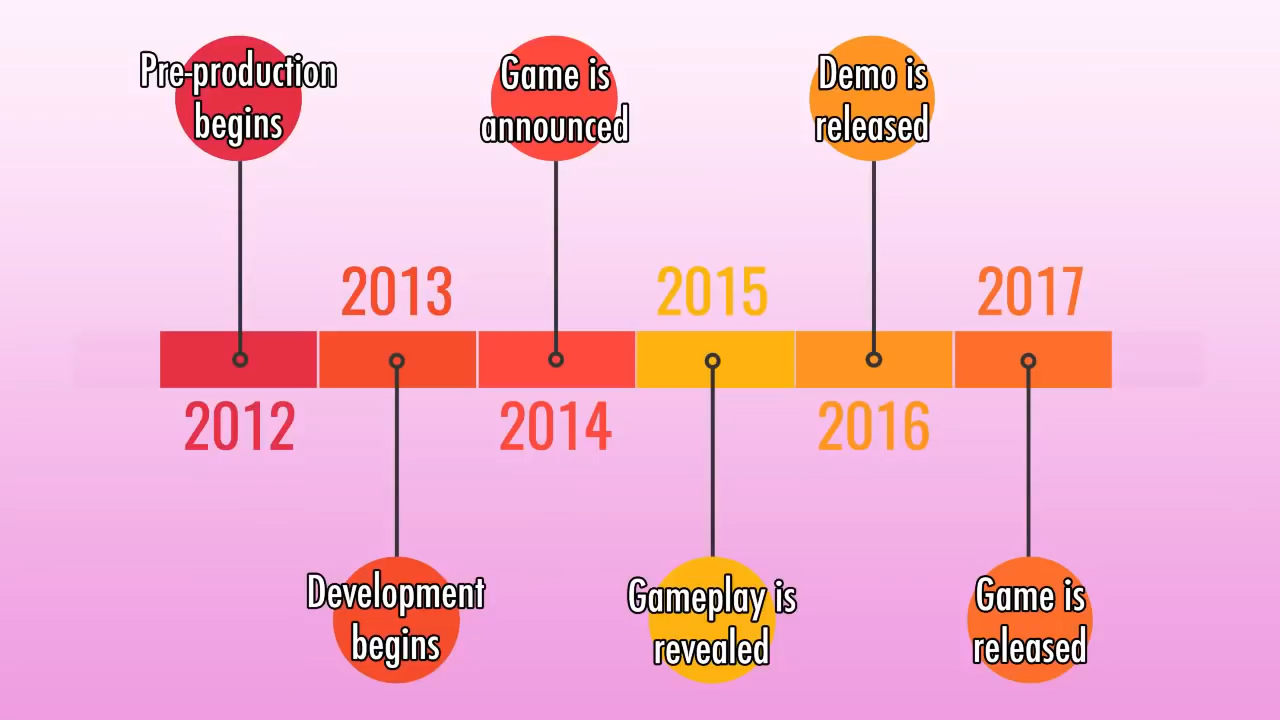 Pre-production
begins
Game is
announced
Demo is
released
2013
2015
2017
2012
2014
2016
Development
begins
Gameplay is
revealed
Game is
released